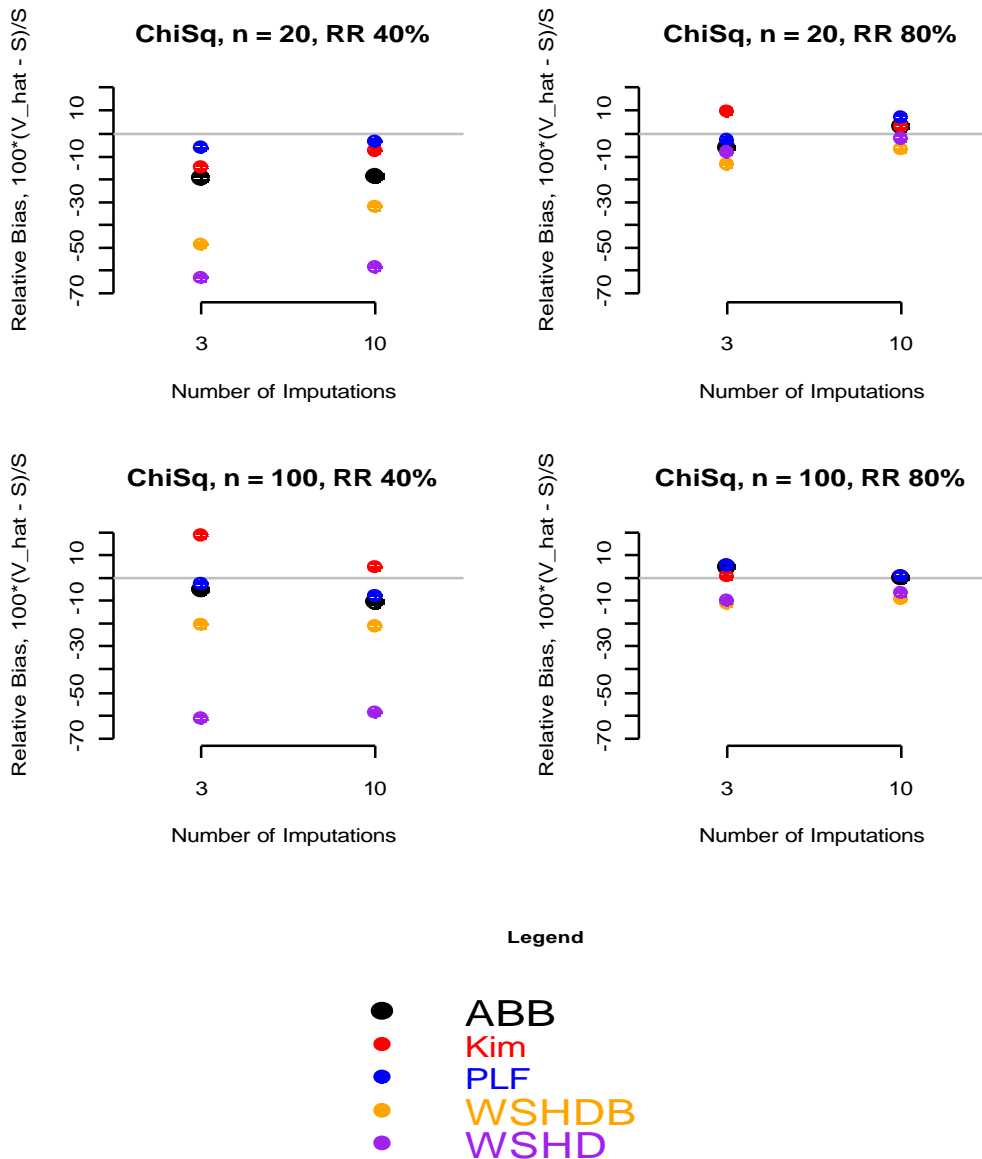 ChiSq, n = 20, RR 40%
Relative Bias, 100*(V_hat - S)/S
10
-10
-30
-50
-70
3
10
Number of Imputations
ChiSq, n = 20, RR 80%
Relative Bias, 100*(V_hat - S)/S
10
-10
-30
-50
-70
3
10
Number of Imputations
ChiSq, n = 100, RR 40%
Relative Bias, 100*(V_hat - S)/S
10
-10
-30
-50
-70
3
10
Number of Imputations
ChiSq, n = 100, RR 80%
Relative Bias, 100*(V_hat - S)/S
10
-10
-30
-50
-70
3
10
Number of Imputations
Legend
ABB
Kim
PLF
WSHDB
WSHD